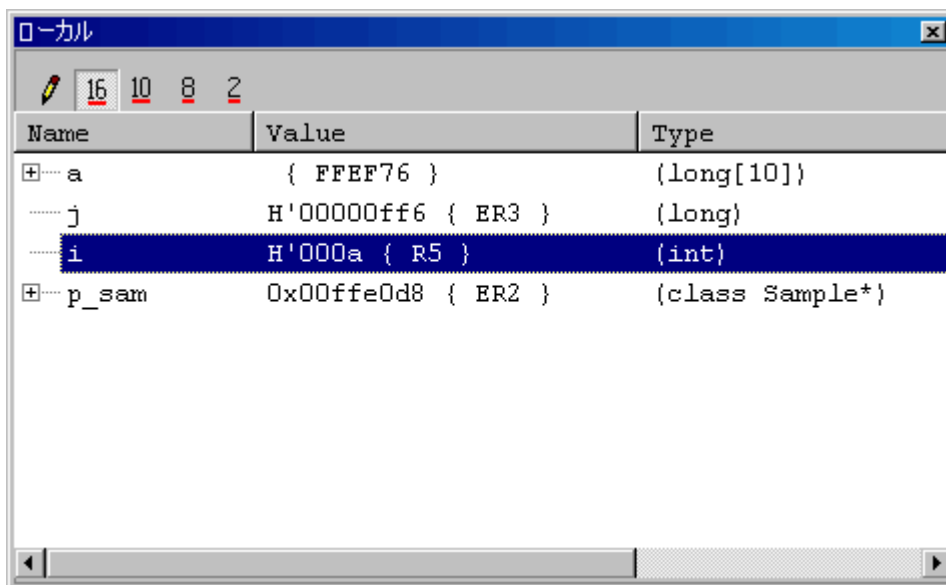 ローカル
16 10 8 2
Name Value Type
a { FFEF76 } (long[10])
j H'00000ff6 { ER3 } (long)
i H'000a { R5 } (int)
p_sam 0x00ffe0d8 { ER2 } (class Sample*)